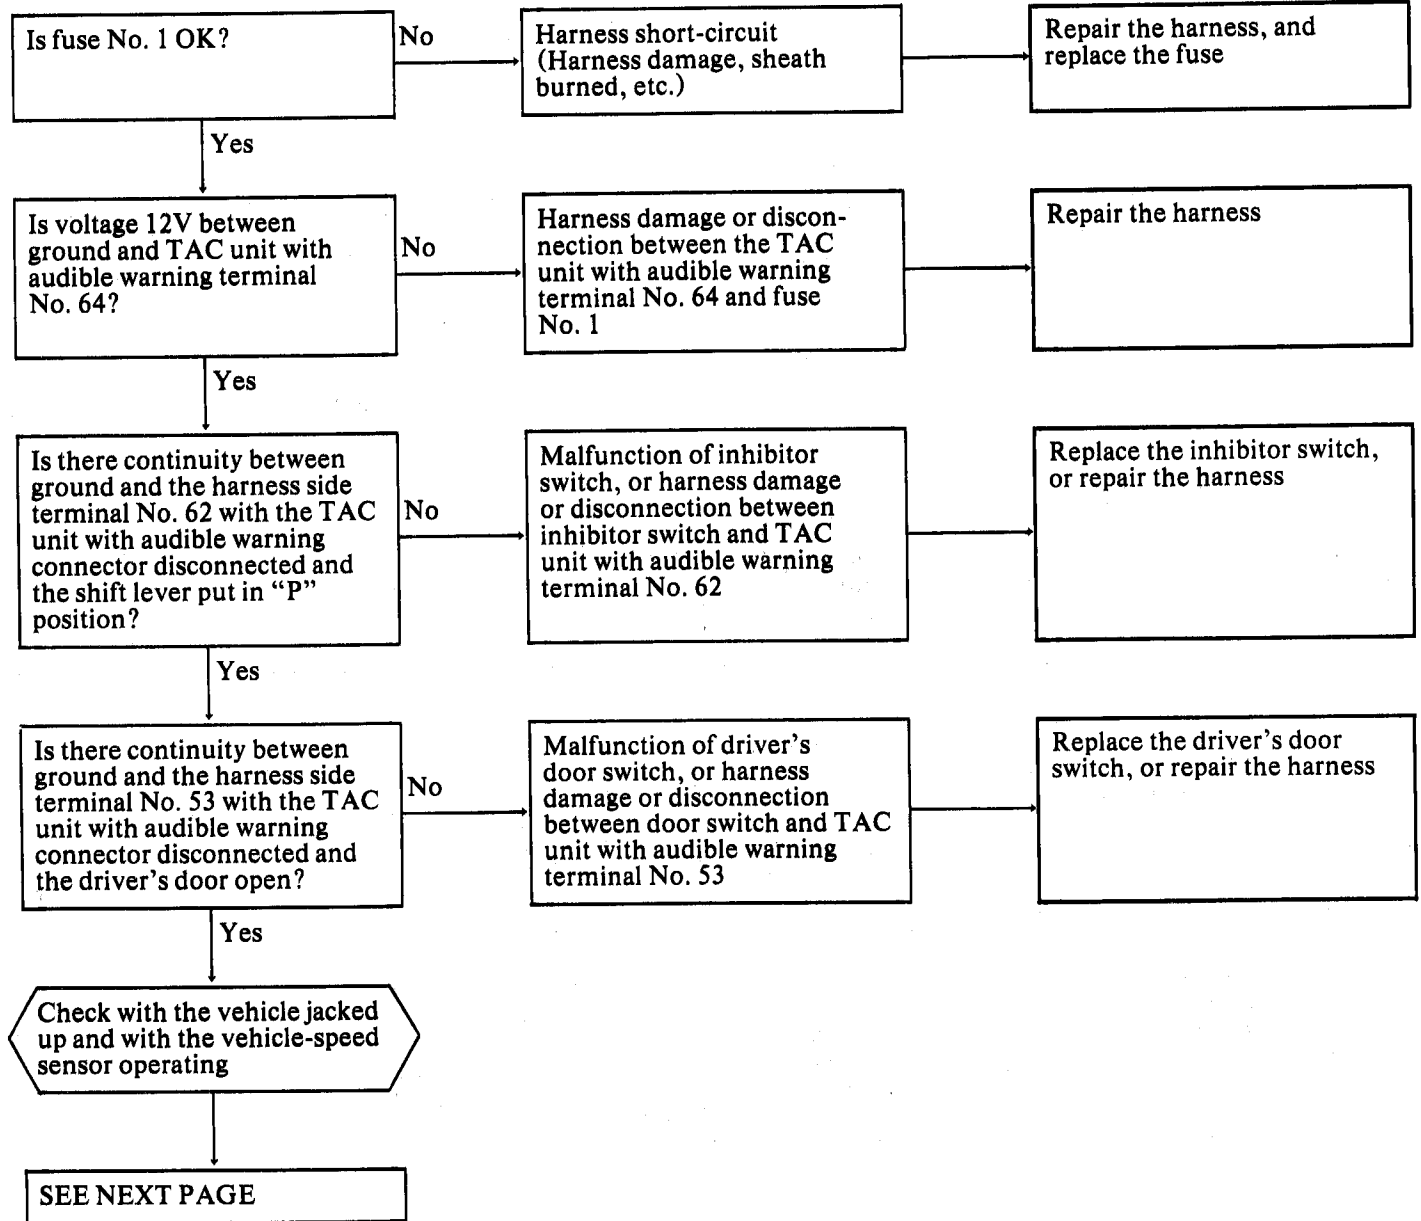 Is fuse No. 1 OK?
No
Harness short-circuit
(Harness damage, sheath
burned, etc.)
Repair the harness, and
replace the fuse
Yes
Is voltage 12V between
ground and TAC unit with
audible warning terminal
No. 64?
No
Harness damage or discon-
nection between the TAC
unit with audible warning
terminal No. 64 and fuse
No. 1
Repair the harness
Yes
Is there continuity between
ground and the harness side
terminal No. 62 with the TAC
unit with audible warning
connector disconnected and
the shift lever put in “P”
position?
No
Malfunction of inhibitor
switch, or harness damage
or disconnection between
inhibitor switch and TAC
unit with audible warning
terminal No. 62
Replace the inhibitor switch,
or repair the harness
Yes
Is there continuity between
ground and the harness side
terminal No. 53 with the TAC
unit with audible warning
connector disconnected and
the driver’s door open?
No
Malfunction of driver’s
door switch, or harness
damage or disconnection
between door switch and TAC
unit with audible warning
terminal No. 53
Replace the driver’s door
switch, or repair the harness
Yes
Check with the vehicle jacked
up and with the vehicle-speed
sensor operating
SEE NEXT PAGE